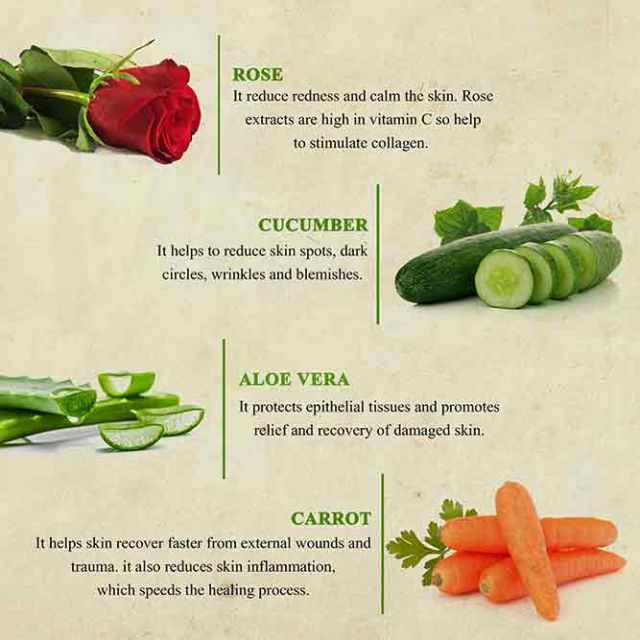 ROSE
It reduce redness and calm the skin. Rose
extracts are high in vitamin C so help
to stimulate collagen.
CUCUMBER
It helps to reduce skin spots, dark
circles, wrinkles and blemishes.
ALOE VERA
It protects epithelial tissues and promotes
relief and recovery of damaged skin.
CARROT
It helps skin recover faster from external wounds and
trauma. it also reduces skin inflammation,
which speeds the healing process.